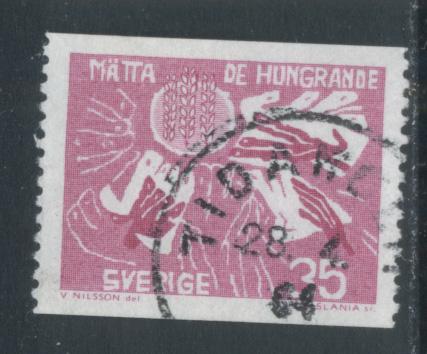 MÄTTA DE HUNGRANDE
SVERIGE 35
V NILSSON del.
SLANIA sc.
28. 4
64